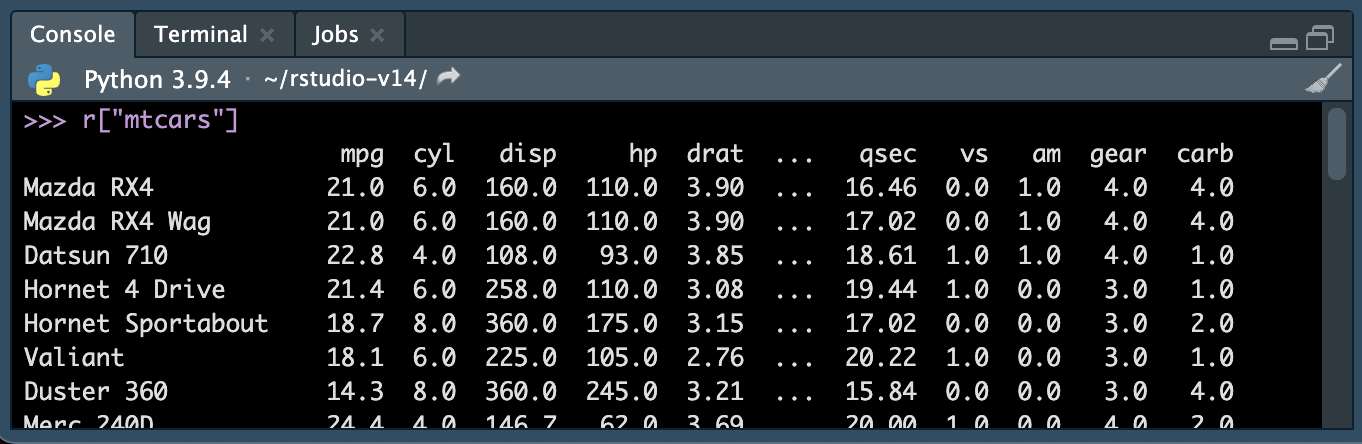 Console Terminal × Jobs ×
Python 3.9.4 · ~/rstudio-v14/
>>> r["mtcars"]
mpg cyl disp hp drat ... qsec vs am gear carb
Mazda RX4 21.0 6.0 160.0 110.0 3.90 ... 16.46 0.0 1.0 4.0 4.0
Mazda RX4 Wag 21.0 6.0 160.0 110.0 3.90 ... 17.02 0.0 1.0 4.0 4.0
Datsun 710 22.8 4.0 108.0 93.0 3.85 ... 18.61 1.0 1.0 4.0 1.0
Hornet 4 Drive 21.4 6.0 258.0 110.0 3.08 ... 19.44 1.0 0.0 3.0 1.0
Hornet Sportabout 18.7 8.0 360.0 175.0 3.15 ... 17.02 0.0 0.0 3.0 2.0
Valiant 18.1 6.0 225.0 105.0 2.76 ... 20.22 1.0 0.0 3.0 1.0
Duster 360 14.3 8.0 360.0 245.0 3.21 ... 15.84 0.0 0.0 3.0 4.0
Merc 240D 24.4 4.0 146.7 62.0 3.69 ... 20.00 1.0 0.0 4.0 2.0